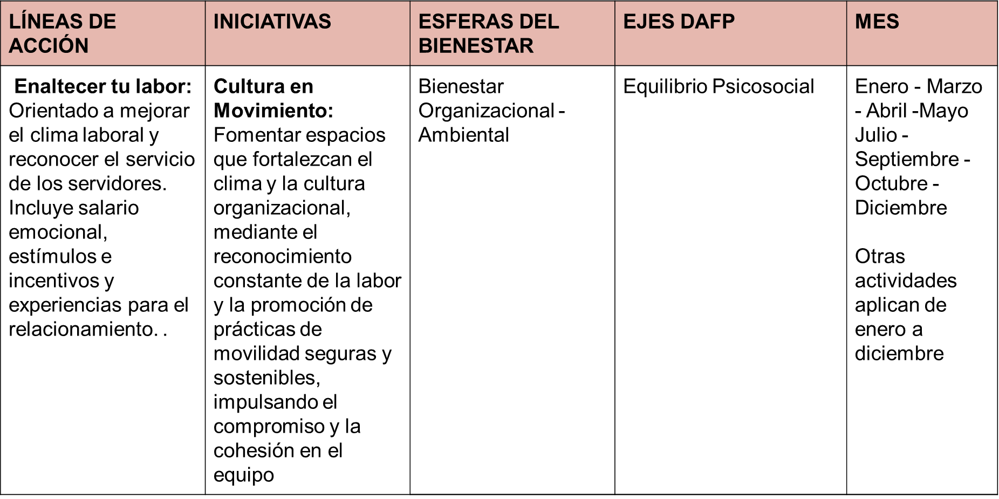 LÍNEAS DE
ACCIÓN
INICIATIVAS
ESFERAS DEL
BIENESTAR
EJES DAFP
MES
Enaltecer tu labor:
Orientado a mejorar
el clima laboral y
reconocer el servicio
de los servidores.
Incluye salario
emocional,
estímulos e
incentivos y
experiencias para el
relacionamiento. .
Cultura en
Movimiento:
Fomentar espacios
que fortalezcan el
clima y la cultura
organizacional,
mediante el
reconocimiento
constante de la labor
y la promoción de
prácticas de
movilidad seguras y
sostenibles,
impulsando el
compromiso y la
cohesión en el
equipo
Bienestar
Organizacional -
Ambiental
Equilibrio Psicosocial
Enero - Marzo
- Abril -Mayo
Julio -
Septiembre -
Octubre -
Diciembre
Otras
actividades
aplican de
enero a
diciembre